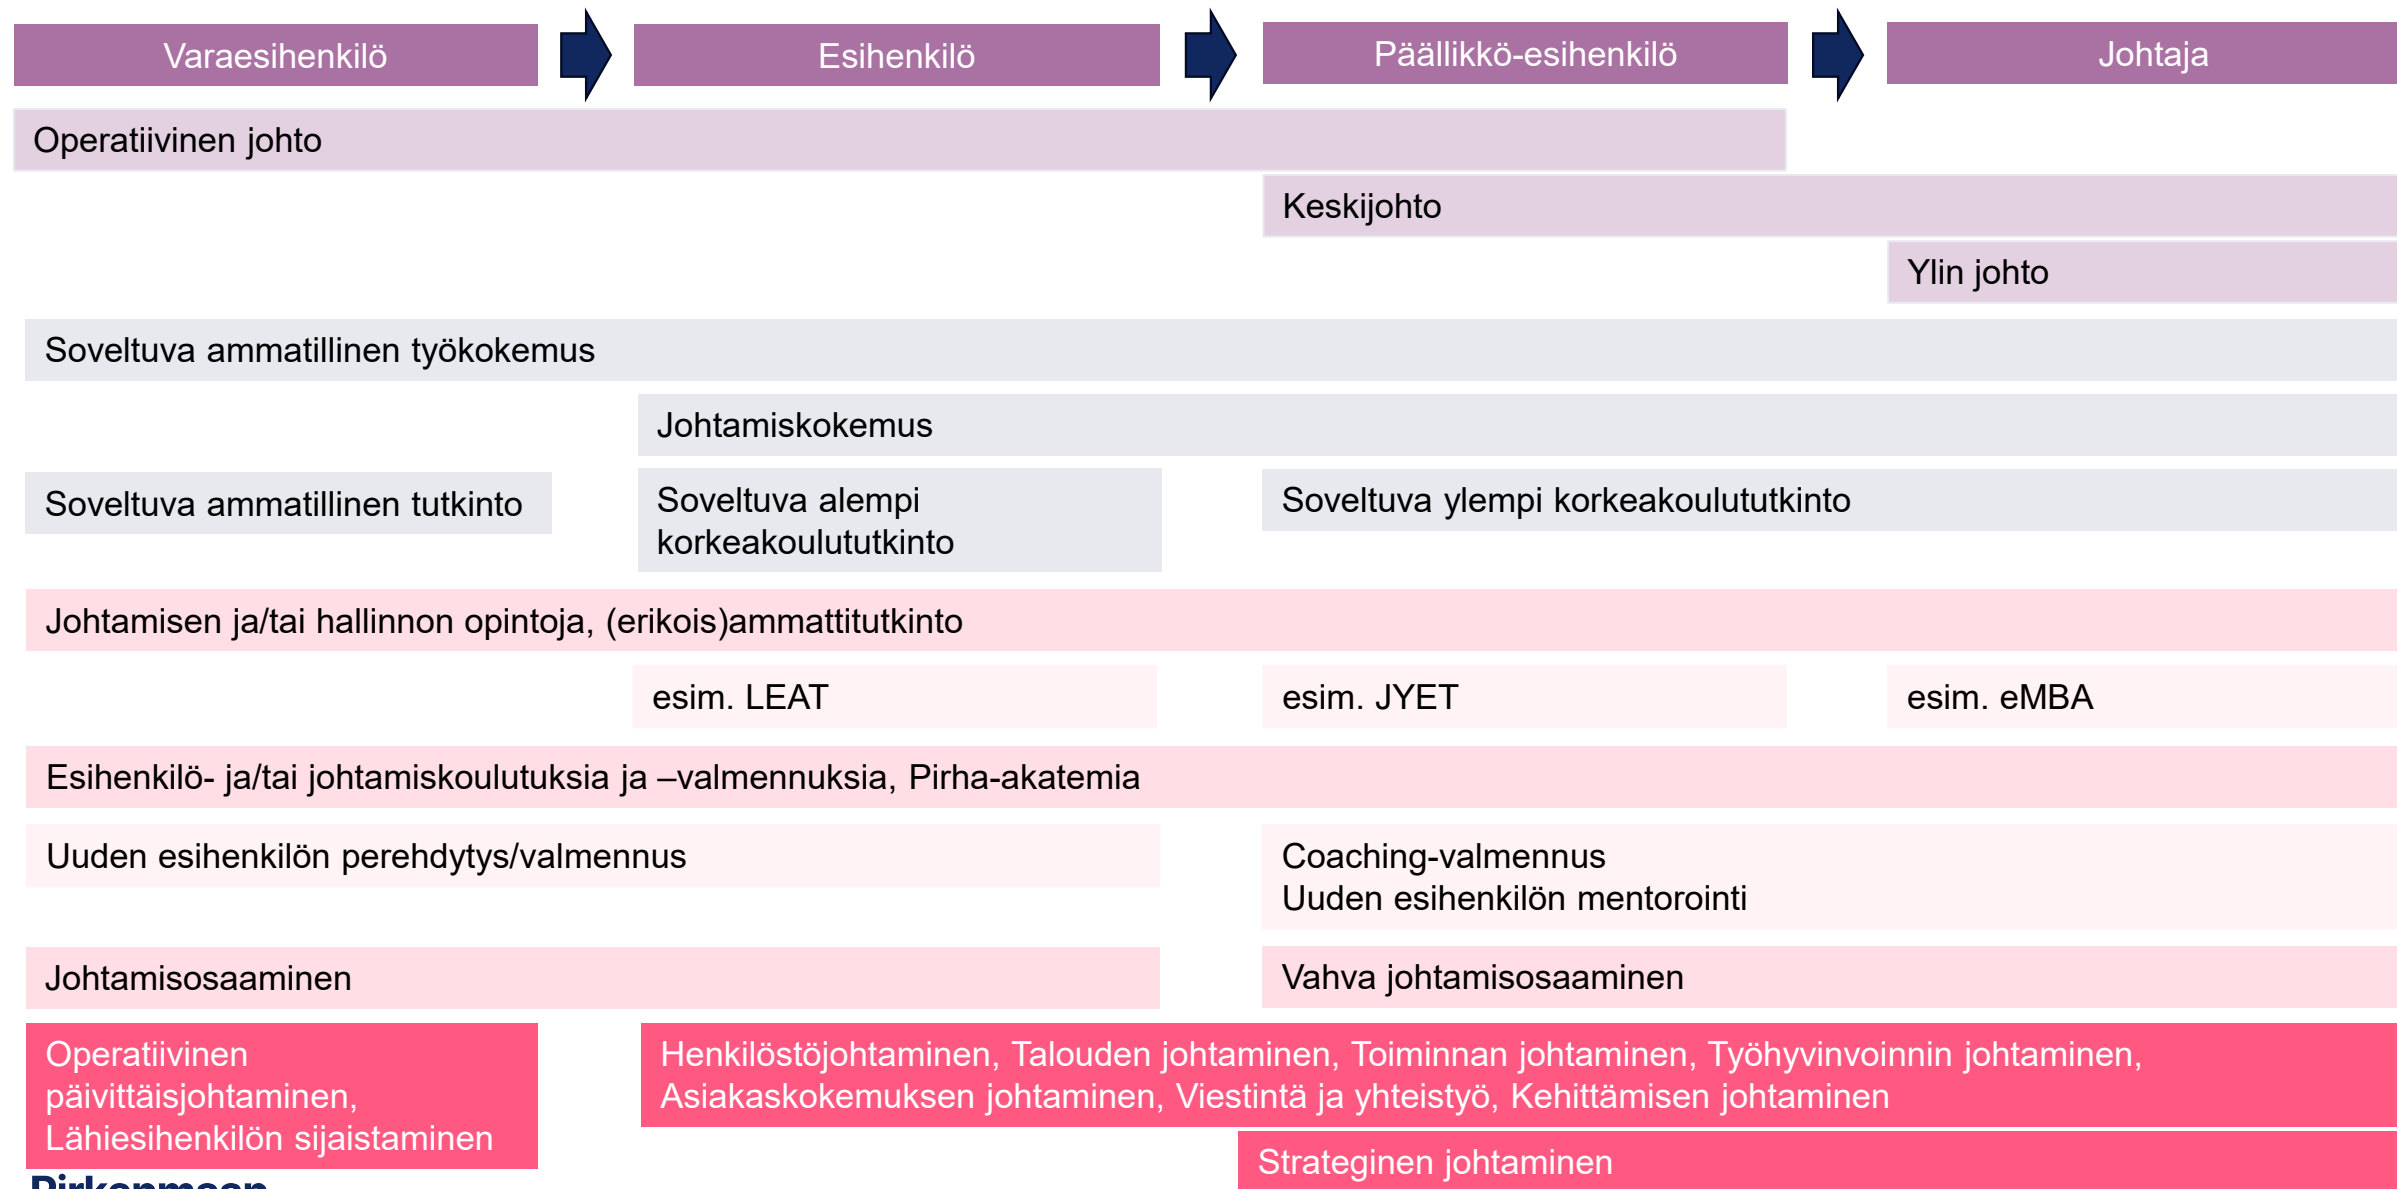 Varaesihenkilö
Esihenkilö
Päällikkö-esihenkilö
Johtaja
Operatiivinen johto
Keskijohto
Ylin johto
Soveltuva ammatillinen työkokemus
Johtamiskokemus
Soveltuva ammatillinen tutkinto
Soveltuva alempi
korkeakoulututkinto
Soveltuva ylempi korkeakoulututkinto
Johtamisen ja/tai hallinnon opintoja, (erikois)ammattitutkinto
esim. LEAT
esim. JYET
esim. eMBA
Esihenkilö- ja/tai johtamiskoulutuksia ja –valmennuksia, Pirha-akatemia
Uuden esihenkilön perehdytys/valmennus
Coaching-valmennus
Uuden esihenkilön mentorointi
Johtamisosaaminen
Vahva johtamisosaaminen
Operatiivinen
päivittäisjohtaminen,
Lähiesihenkilön sijaistaminen
Henkilöstöjohtaminen, Talouden johtaminen, Toiminnan johtaminen, Työhyvinvoinnin johtaminen,
Asiakaskokemuksen johtaminen, Viestintä ja yhteistyö, Kehittämisen johtaminen
Strateginen johtaminen
Pirkanmaan